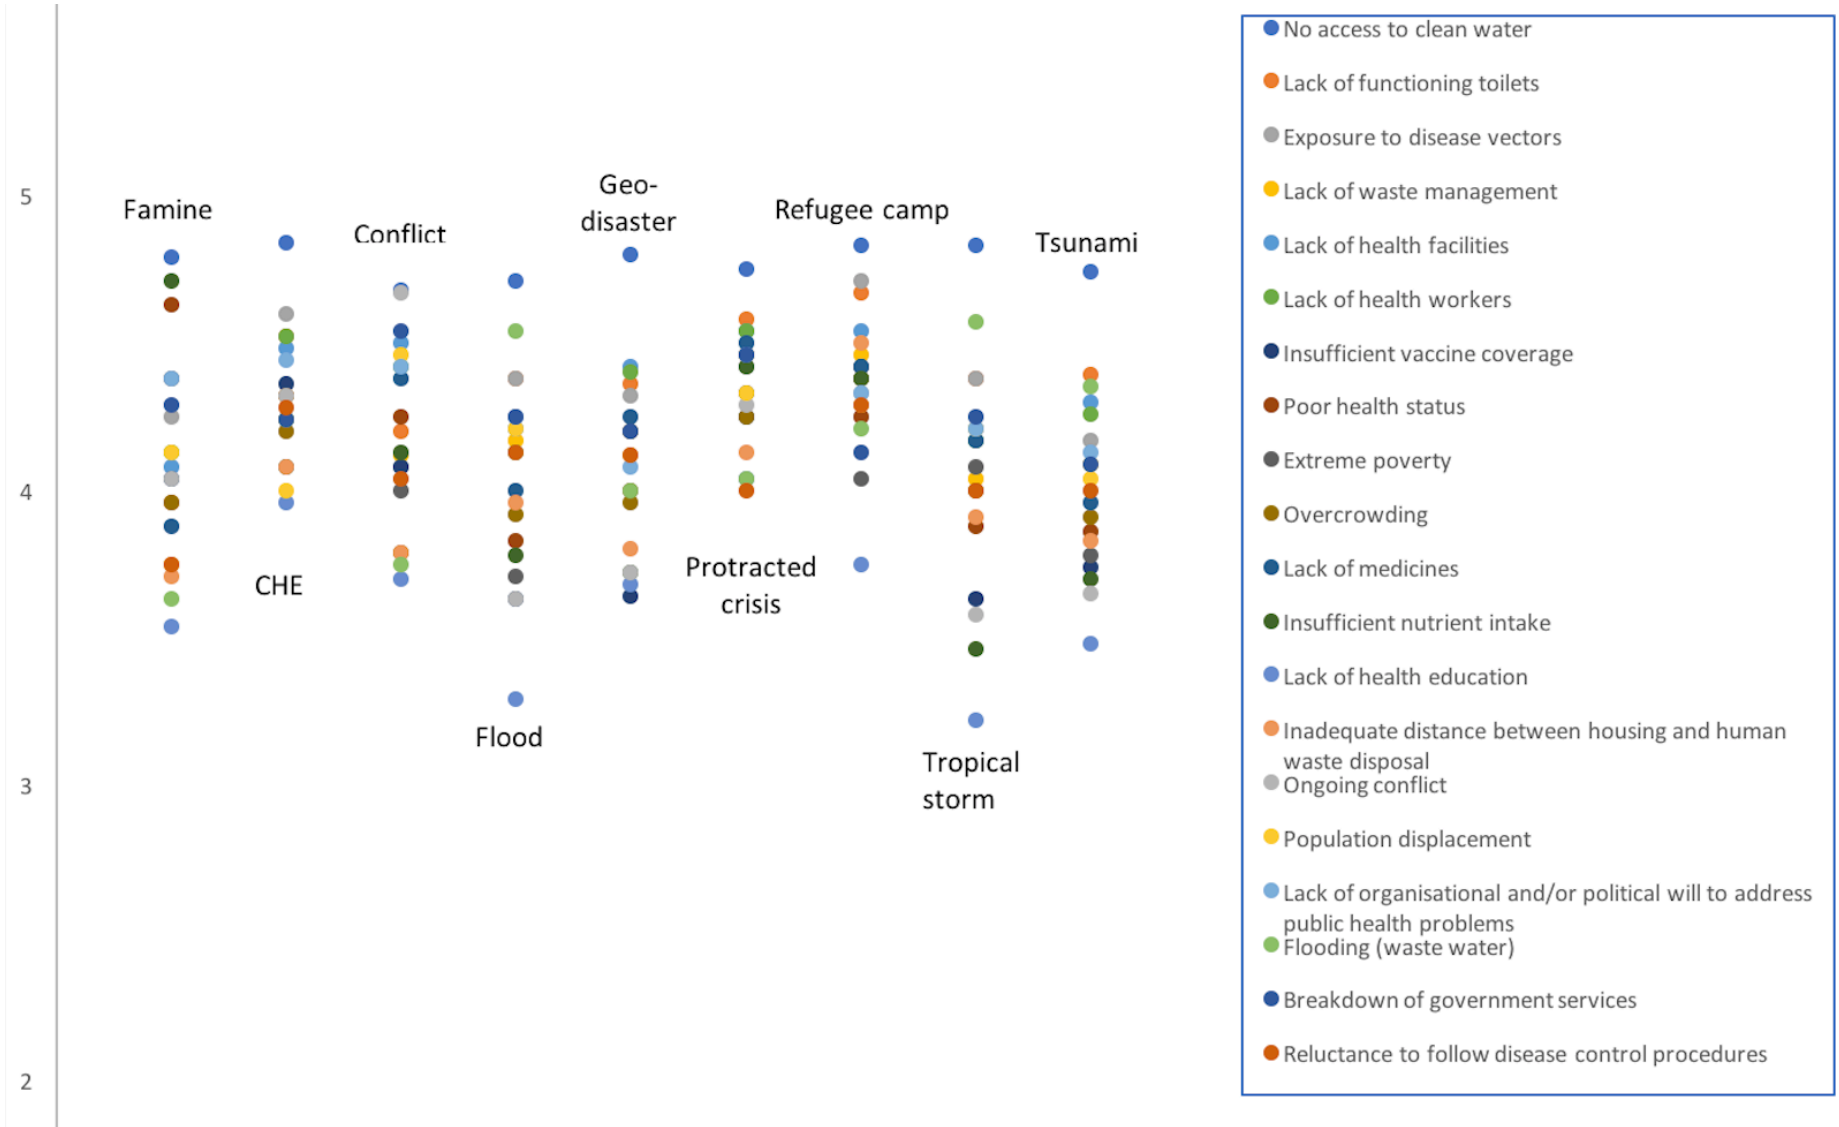 5
4
3
2
Famine
CHE
Conflict
Flood
Geo-
disaster
Protracted
crisis
Refugee camp
Tropical
storm
Tsunami
No access to clean water
Lack of functioning toilets
Exposure to disease vectors
Lack of waste management
Lack of health facilities
Lack of health workers
Insufficient vaccine coverage
Poor health status
Extreme poverty
Overcrowding
Lack of medicines
Insufficient nutrient intake
Lack of health education
Inadequate distance between housing and human
waste disposal
Ongoing conflict
Population displacement
Lack of organisational and/or political will to address
public health problems
Flooding (waste water)
Breakdown of government services
Reluctance to follow disease control procedures